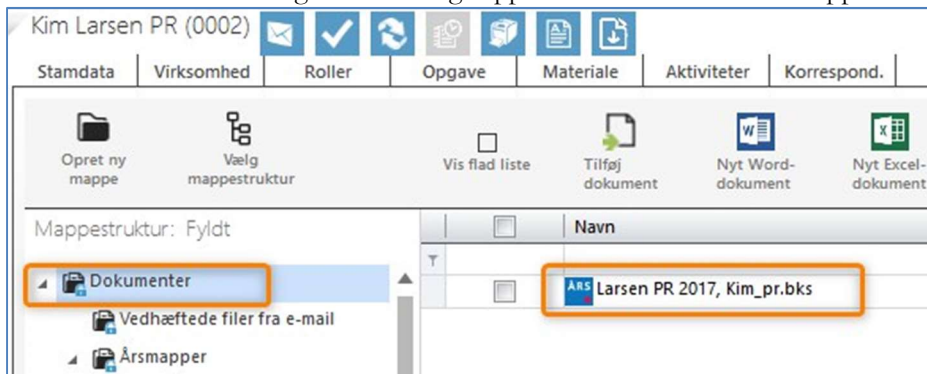 Kim Larsen PR (0002)
Stamdata Virksomhed Roller Opgave Materiale Aktiviteter Korrespond.
Opret ny mappe
Vælg mappestruktur
Vis flad liste
Tilføj dokument
Nyt Word-dokument
Nyt Excel-dokument
Mappestruktur: Fyldt
Navn
Dokumenter
ÅRS Larsen PR 2017, Kim_pr.bks
Vedhæftede filer fra e-mail
Årsmapper